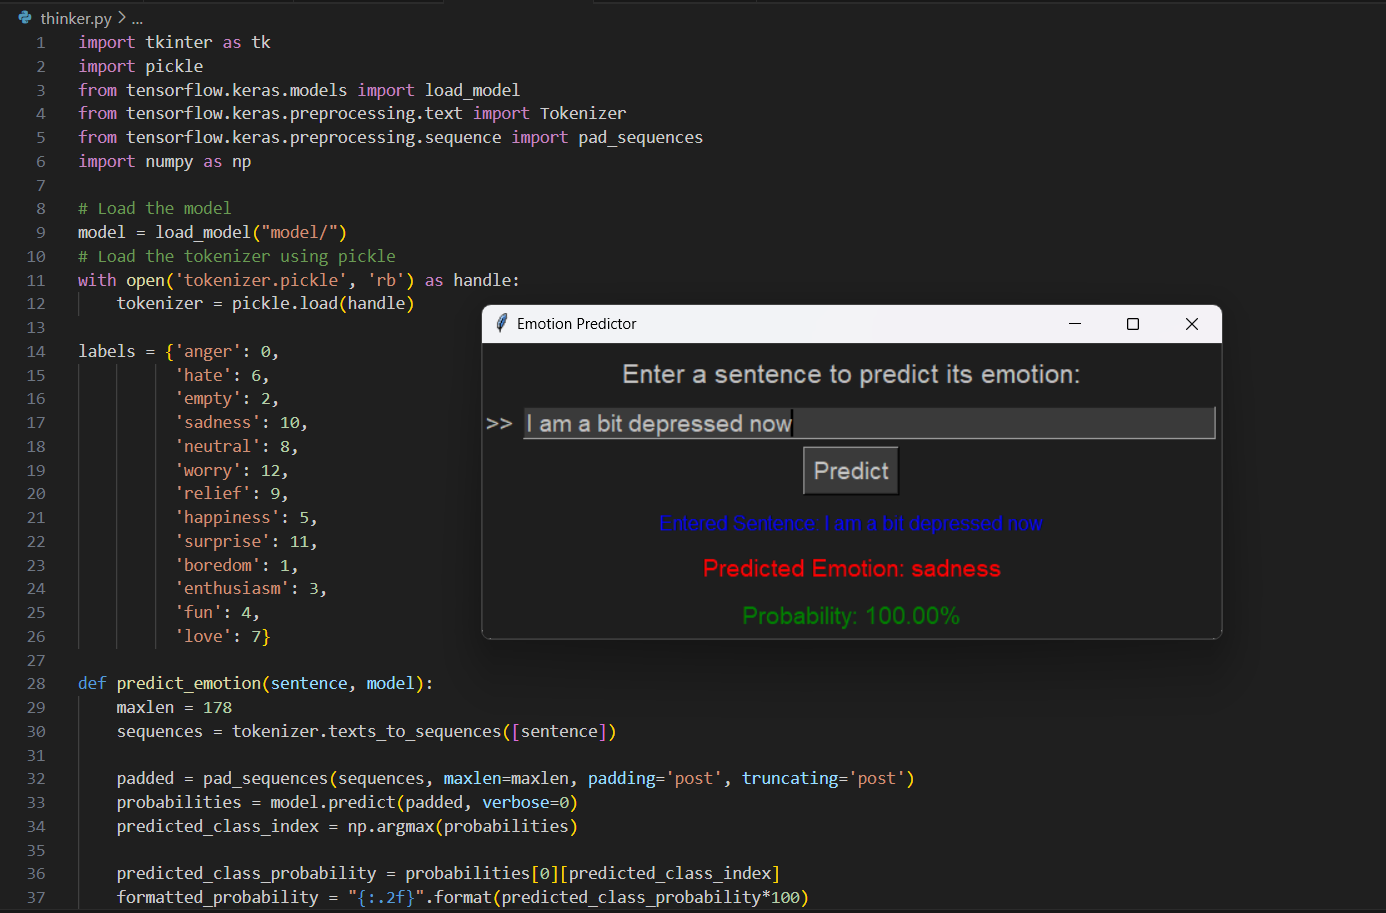 thinker.py > ...
1 import tkinter as tk
2 import pickle
3 from tensorflow.keras.models import load_model
4 from tensorflow.keras.preprocessing.text import Tokenizer
5 from tensorflow.keras.preprocessing.sequence import pad_sequences
6 import numpy as np
7
8 # Load the model
9 model = load_model("model/")
10 # Load the tokenizer using pickle
11 with open('tokenizer.pickle', 'rb') as handle:
12     tokenizer = pickle.load(handle)
13
14 labels = {'anger': 0,
15           'hate': 6,
16           'empty': 2,
17           'sadness': 10,
18           'neutral': 8,
19           'worry': 12,
20           'relief': 9,
21           'happiness': 5,
22           'surprise': 11,
23           'boredom': 1,
24           'enthusiasm': 3,
25           'fun': 4,
26           'love': 7}
27
28 def predict_emotion(sentence, model):
29     maxlen = 178
30     sequences = tokenizer.texts_to_sequences([sentence])
31
32     padded = pad_sequences(sequences, maxlen=maxlen, padding='post', truncating='post')
33     probabilities = model.predict(padded, verbose=0)
34     predicted_class_index = np.argmax(probabilities)
35
36     predicted_class_probability = probabilities[0][predicted_class_index]
37     formatted_probability = "{:.2f}".format(predicted_class_probability*100)
Emotion Predictor
Enter a sentence to predict its emotion:
>> I am a bit depressed now
Predict
Entered Sentence: I am a bit depressed now
Predicted Emotion: sadness
Probability: 100.00%